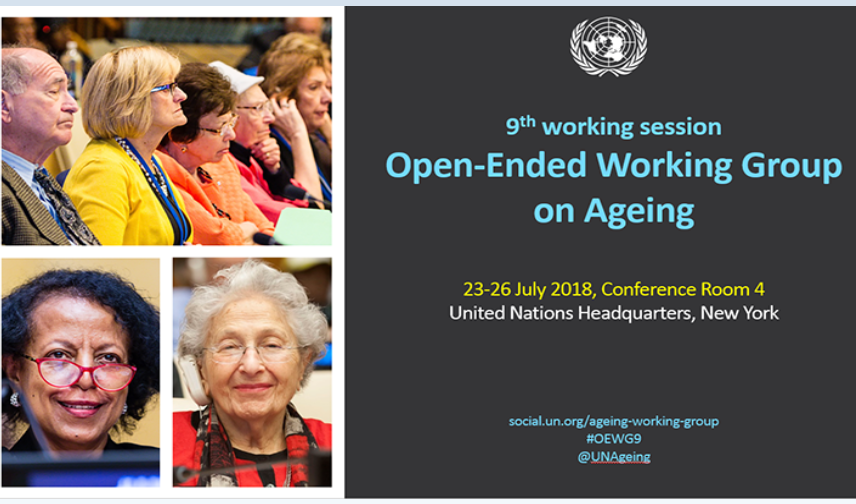 9th working session
Open-Ended Working Group
on Ageing
23-26 July 2018, Conference Room 4
United Nations Headquarters, New York
social.un.org/ageing-working-group
#OEWG9
@UNAgeing